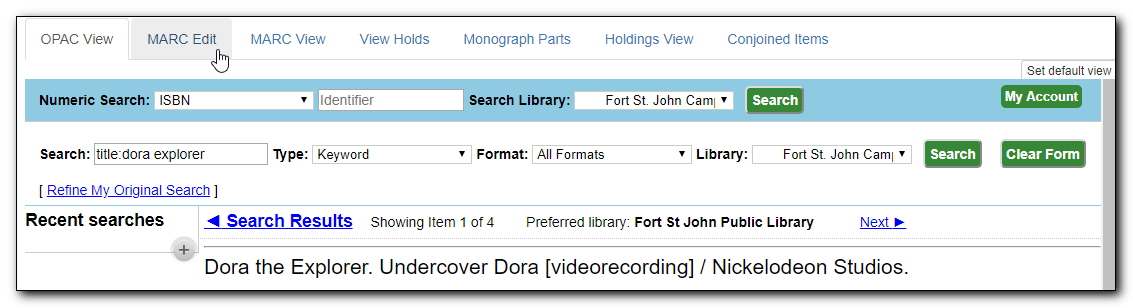 OPAC View MARC Edit MARC View View Holds Monograph Parts Holdings View Conjoined Items
Set default view
Numeric Search: ISBN Identifier Search Library: Fort St. John Camp Search My Account
Search: title:dora explorer Type: Keyword Format: All Formats Library: Fort St. John Camp Search Clear Form
[ Refine My Original Search ]
Recent searches ◄ Search Results Showing Item 1 of 4 Preferred library: Fort St John Public Library Next ►
+
Dora the Explorer. Undercover Dora [videorecording] / Nickelodeon Studios.